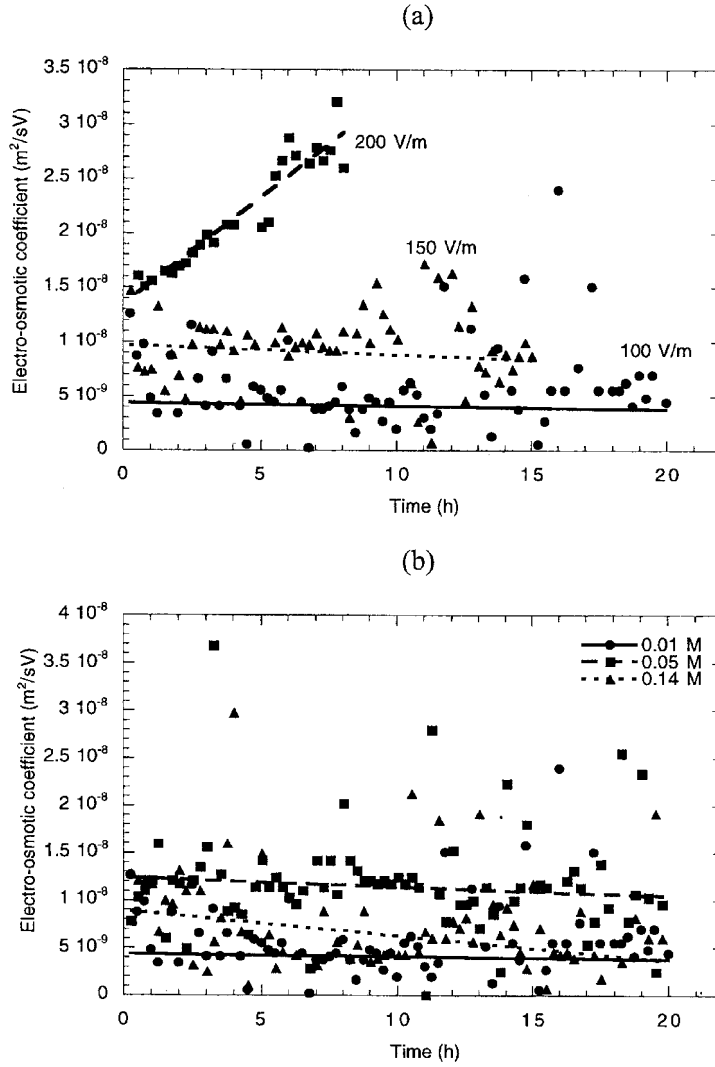 (a)
3.5 10⁻⁸
3 10⁻⁸
2.5 10⁻⁸
2 10⁻⁸
1.5 10⁻⁸
1 10⁻⁸
5 10⁻⁹
0
Electro-osmotic coefficient (m²/sV)
200 V/m
150 V/m
100 V/m
0 5 10 15 20
Time (h)
(b)
4 10⁻⁸
3.5 10⁻⁸
3 10⁻⁸
2.5 10⁻⁸
2 10⁻⁸
1.5 10⁻⁸
1 10⁻⁸
5 10⁻⁹
0
Electro-osmotic coefficient (m²/sV)
0.01 M
0.05 M
0.14 M
0 5 10 15 20
Time (h)